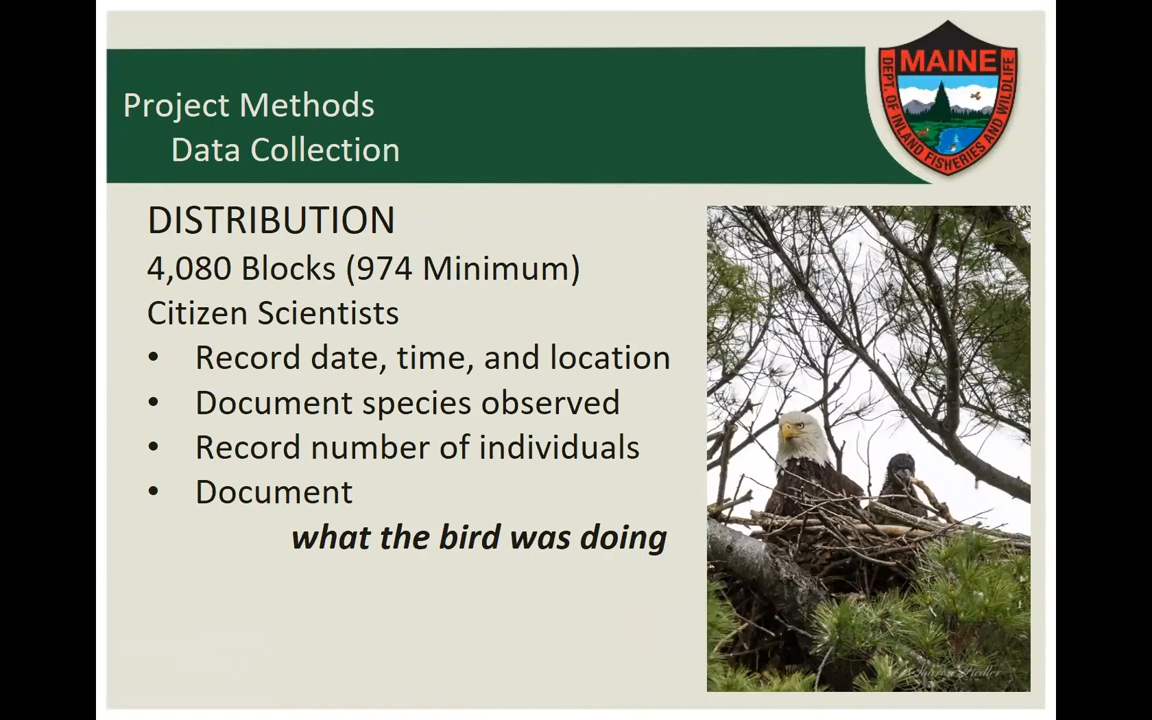 Project Methods
Data Collection
MAINE
DEPT. OF INLAND FISHERIES AND WILDLIFE
DISTRIBUTION
4,080 Blocks (974 Minimum)
Citizen Scientists
• Record date, time, and location
• Document species observed
• Record number of individuals
• Document
what the bird was doing